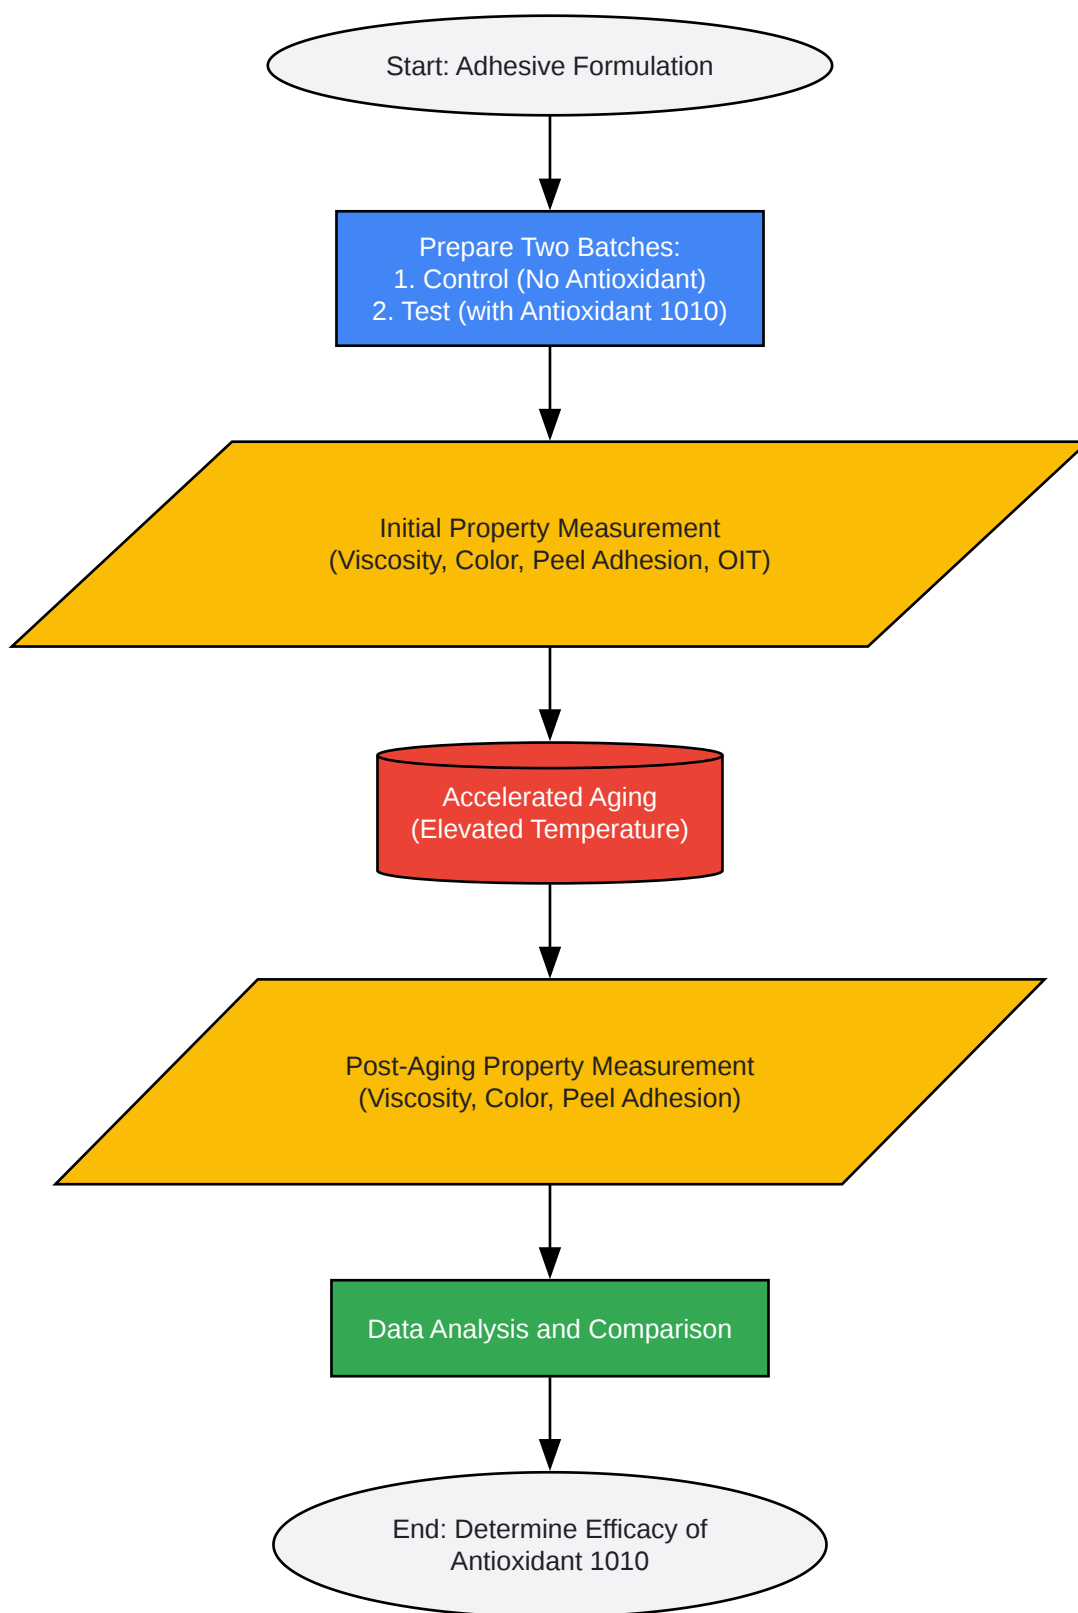 Start: Adhesive Formulation
Prepare Two Batches:
1. Control (No Antioxidant)
2. Test (with Antioxidant 1010)
Initial Property Measurement
(Viscosity, Color, Peel Adhesion, OIT)
Accelerated Aging
(Elevated Temperature)
Post-Aging Property Measurement
(Viscosity, Color, Peel Adhesion)
Data Analysis and Comparison
End: Determine Efficacy of
Antioxidant 1010